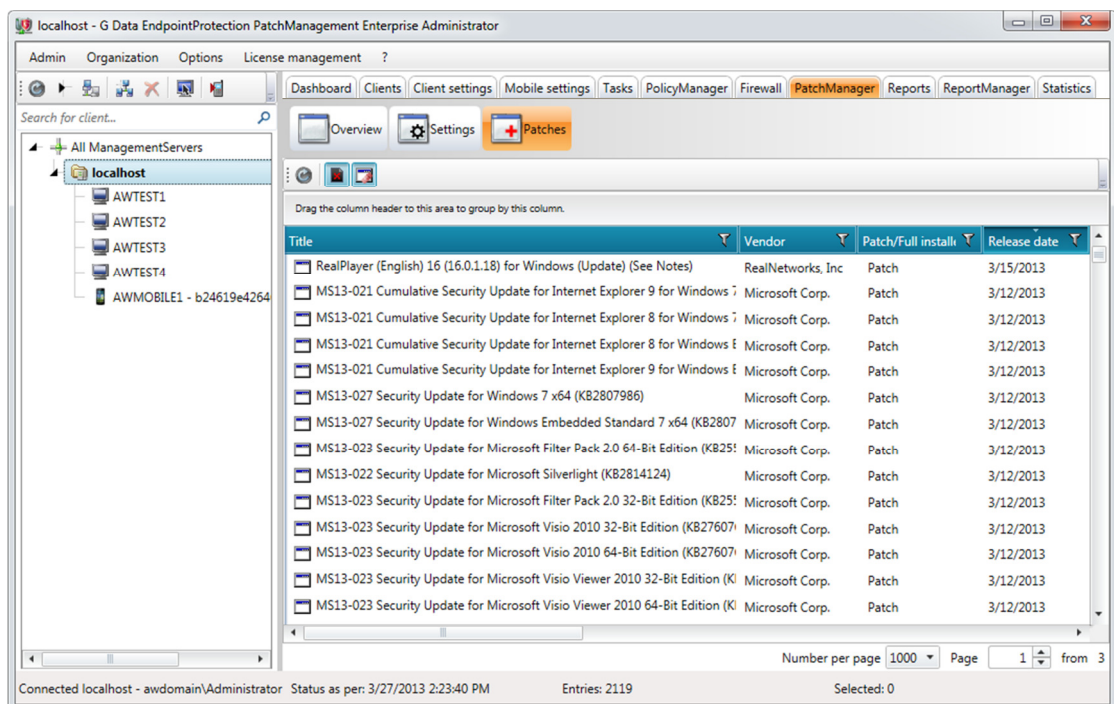 localhost - G Data EndpointProtection PatchManagement Enterprise Administrator
Admin Organization Options License management ?
Dashboard Clients Client settings Mobile settings Tasks PolicyManager Firewall PatchManager Reports ReportManager Statistics
Search for client...
All ManagementServers
localhost
AWTEST1
AWTEST2
AWTEST3
AWTEST4
AWMOBILE1 - b24619e4264
Overview Settings Patches
Drag the column header to this area to group by this column.
Title Vendor Patch/Full install Release date
RealPlayer (English) 16 (16.0.1.18) for Windows (Update) (See Notes) RealNetworks, Inc Patch 3/15/2013
MS13-021 Cumulative Security Update for Internet Explorer 9 for Windows 7 Microsoft Corp. Patch 3/12/2013
MS13-021 Cumulative Security Update for Internet Explorer 8 for Windows 7 Microsoft Corp. Patch 3/12/2013
MS13-021 Cumulative Security Update for Internet Explorer 8 for Windows E Microsoft Corp. Patch 3/12/2013
MS13-021 Cumulative Security Update for Internet Explorer 9 for Windows E Microsoft Corp. Patch 3/12/2013
MS13-027 Security Update for Windows 7 x64 (KB2807986) Microsoft Corp. Patch 3/12/2013
MS13-027 Security Update for Windows Embedded Standard 7 x64 (KB2807 Microsoft Corp. Patch 3/12/2013
MS13-023 Security Update for Microsoft Filter Pack 2.0 64-Bit Edition (KB255 Microsoft Corp. Patch 3/12/2013
MS13-022 Security Update for Microsoft Silverlight (KB2814124) Microsoft Corp. Patch 3/12/2013
MS13-023 Security Update for Microsoft Filter Pack 2.0 32-Bit Edition (KB255 Microsoft Corp. Patch 3/12/2013
MS13-023 Security Update for Microsoft Visio 2010 32-Bit Edition (KB27607 Microsoft Corp. Patch 3/12/2013
MS13-023 Security Update for Microsoft Visio 2010 64-Bit Edition (KB27607 Microsoft Corp. Patch 3/12/2013
MS13-023 Security Update for Microsoft Visio Viewer 2010 32-Bit Edition (K Microsoft Corp. Patch 3/12/2013
MS13-023 Security Update for Microsoft Visio Viewer 2010 64-Bit Edition (K Microsoft Corp. Patch 3/12/2013
Number per page 1000 Page 1 from 3
Connected localhost - awdomain\Administrator Status as per: 3/27/2013 2:23:40 PM Entries: 2119 Selected: 0